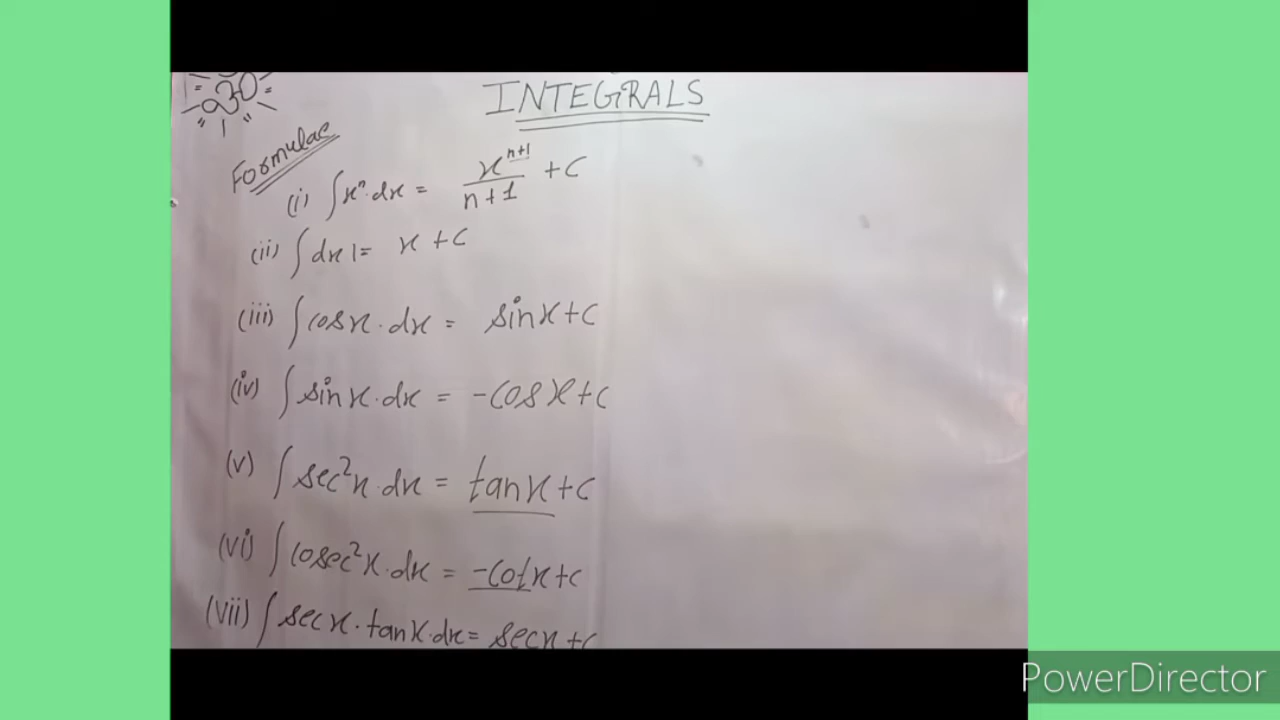 INTEGRALS
Formulae
(i) ∫xⁿ·dx = xⁿ⁺¹/n+1 + C
(ii) ∫dx = x + C
(iii) ∫cosx·dx = sinx+C
(iv) ∫sinx·dx = -cosx+C
(v) ∫sec²x·dx = tanx+C
(vi) ∫cosec²x·dx = -cotx+C
(vii) ∫secx·tanx·dx = secx+C
PowerDirector